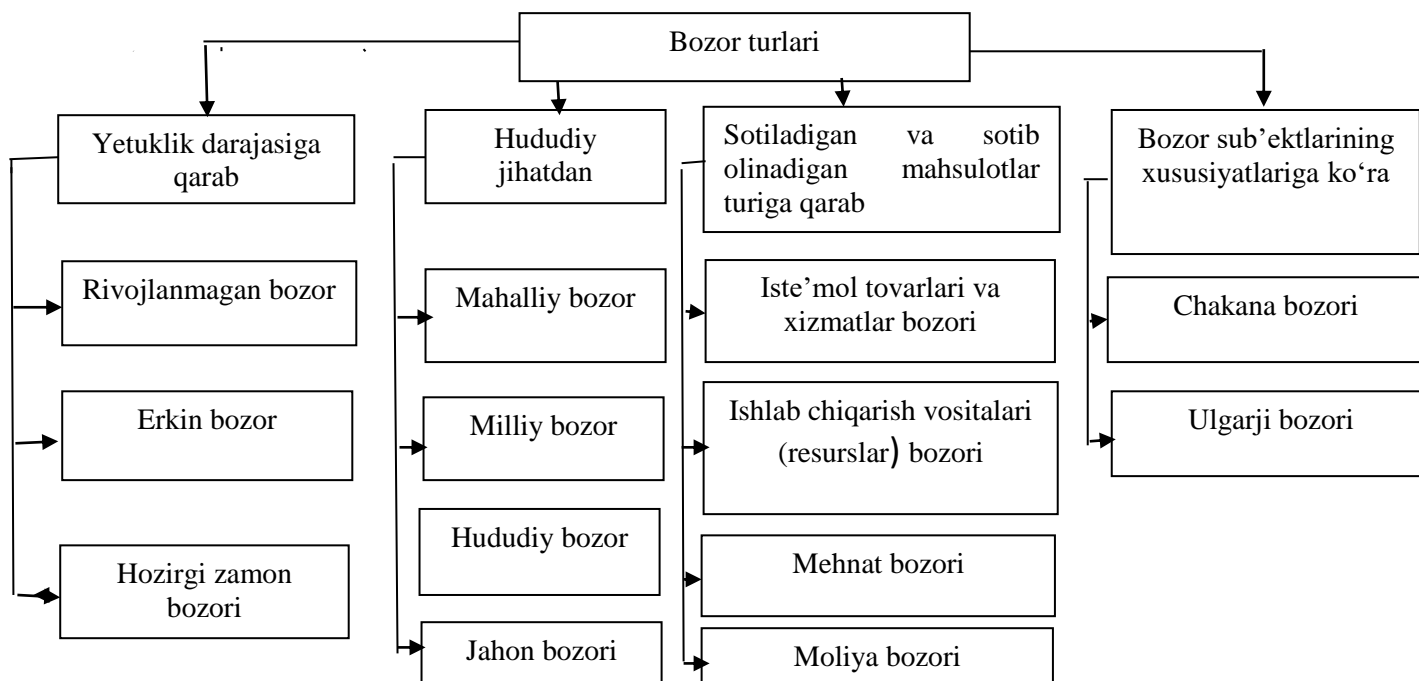 Bozor turlari
Yetuklik darajasiga
qarab
Rivojlanmagan bozor
Erkin bozor
Hozirgi zamon
bozori
Hududiy
jihatdan
Mahalliy bozor
Milliy bozor
Hududiy bozor
Jahon bozori
Sotiladigan va sotib
olinadigan mahsulotlar
turiga qarab
Iste’mol tovarlari va
xizmatlar bozori
Ishlab chiqarish vositalari
(resurslar) bozori
Mehnat bozori
Moliya bozori
Bozor sub’ektlarining
xususiyatlariga ko‘ra
Chakana bozori
Ulgarji bozori